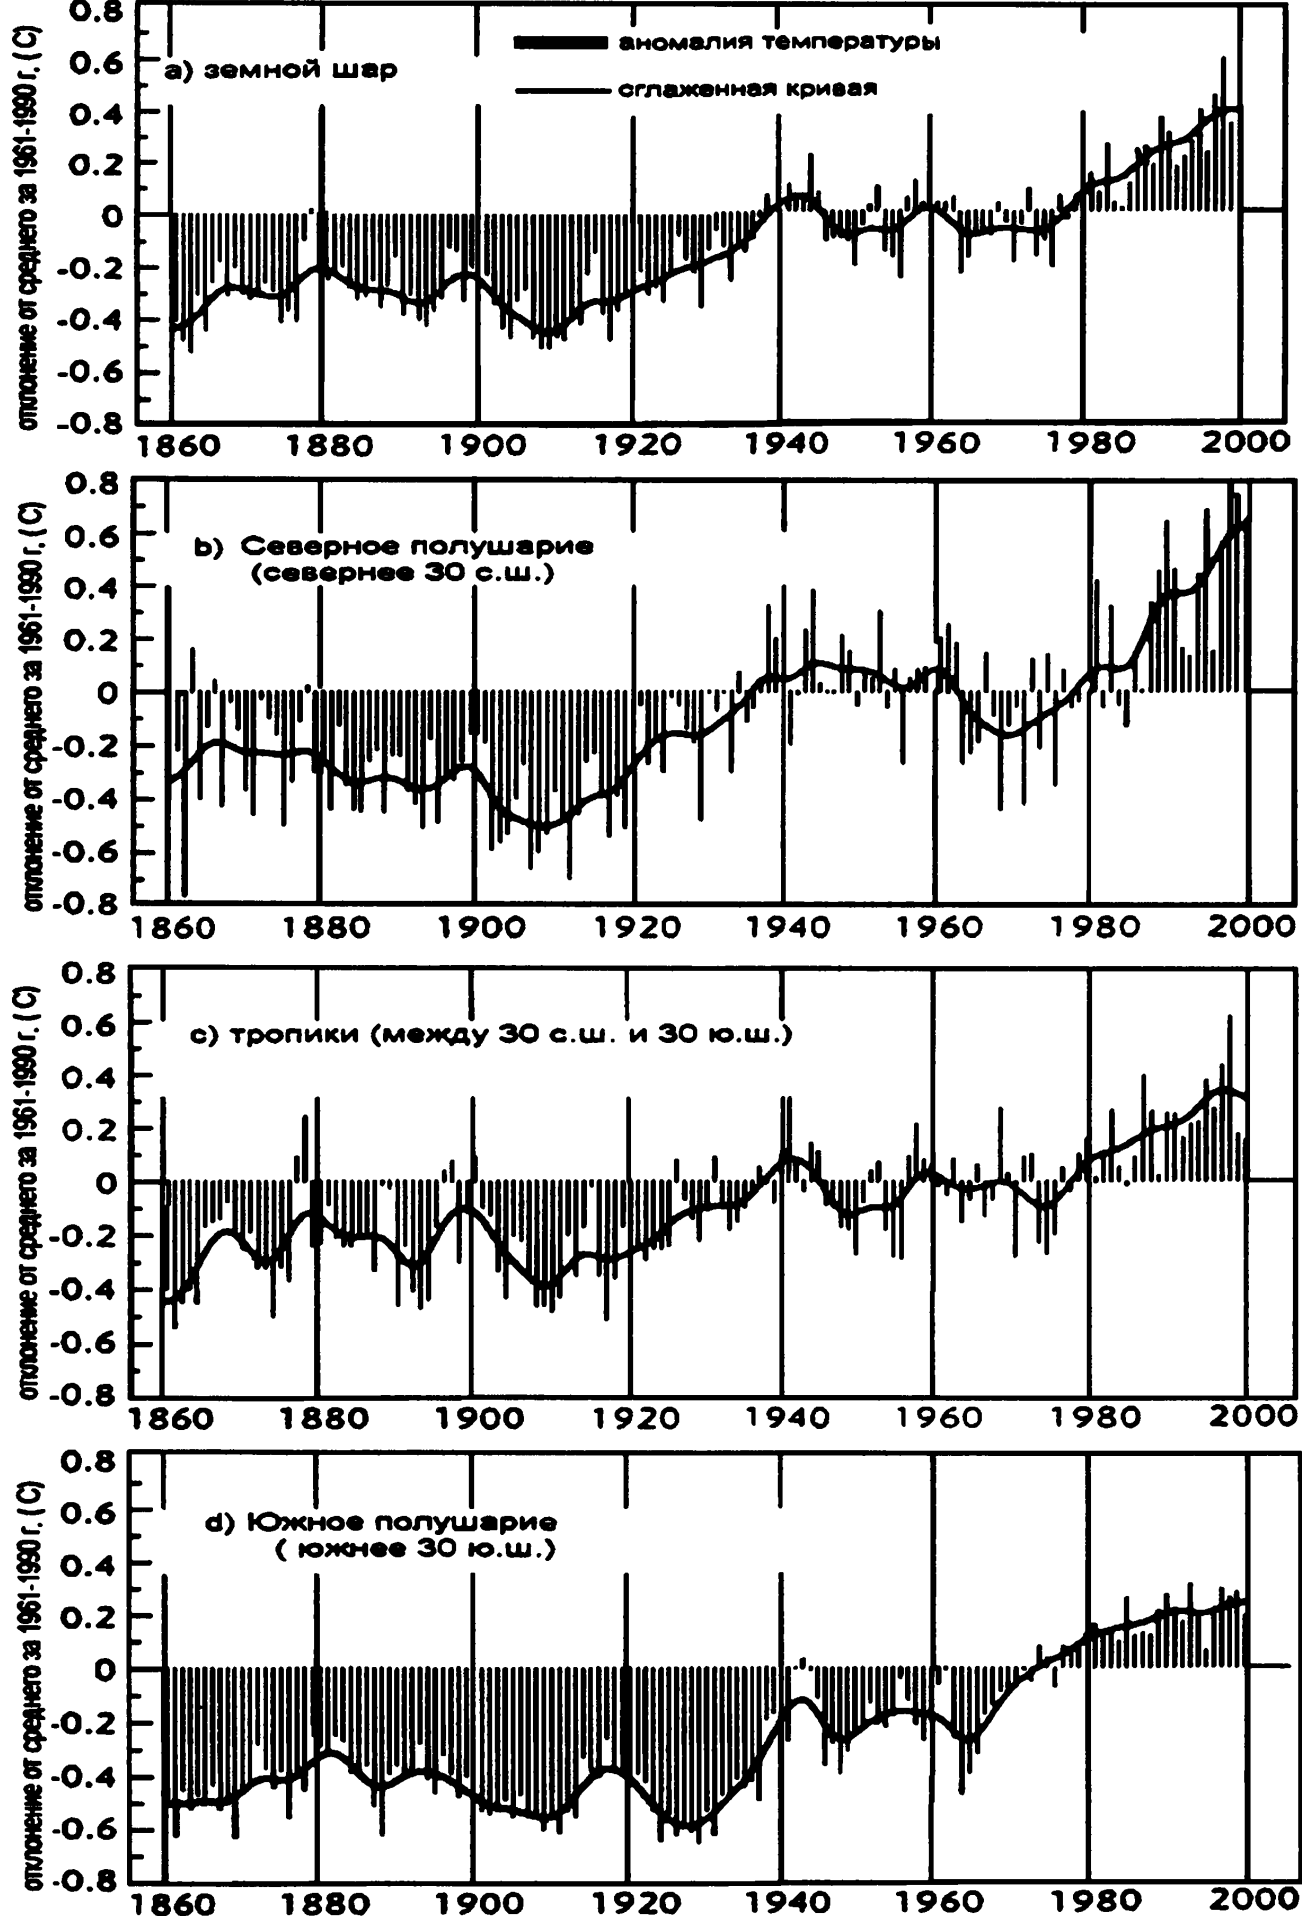 отклонение от среднего за 1961-1990 г. (С)
0.8
0.6
0.4
0.2
0
-0.2
-0.4
-0.6
-0.8
аномалия температуры
а) земной шар
сглаженная кривая
1860 1880 1900 1920 1940 1960 1980 2000
отклонение от среднего за 1961-1990 г. (С)
0.8
0.6
0.4
0.2
0
-0.2
-0.4
-0.6
-0.8
b) Северное полушарие
(севернее 30 с.ш.)
1860 1880 1900 1920 1940 1960 1980 2000
отклонение от среднего за 1961-1990 г. (С)
0.8
0.6
0.4
0.2
0
-0.2
-0.4
-0.6
-0.8
с) тропики (между 30 с.ш. и 30 ю.ш.)
1860 1880 1900 1920 1940 1960 1980 2000
отклонение от среднего за 1961-1990 г. (С)
0.8
0.6
0.4
0.2
0
-0.2
-0.4
-0.6
-0.8
d) Южное полушарие
( южнее 30 ю.ш.)
1860 1880 1900 1920 1940 1960 1980 2000